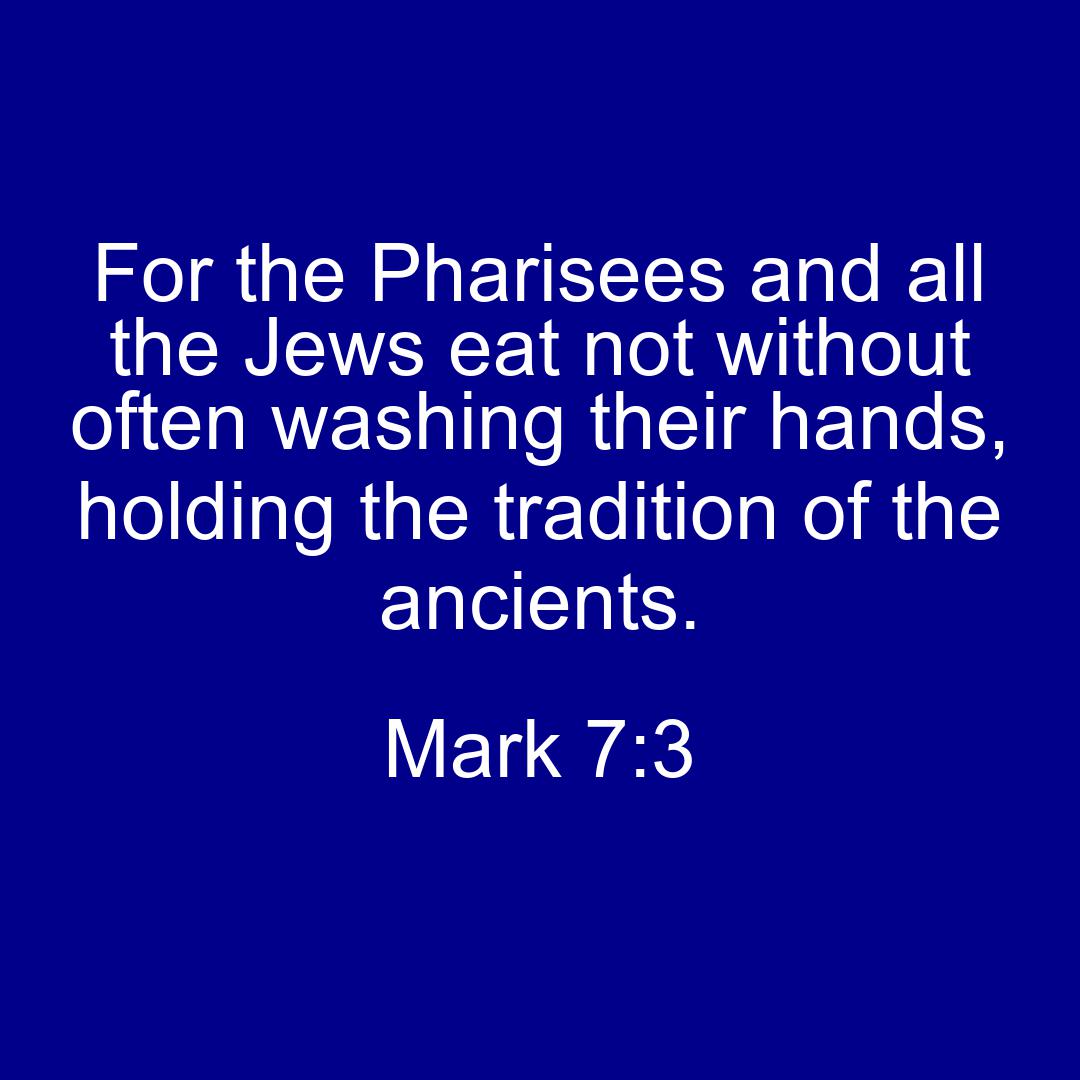 For the Pharisees and all
the Jews eat not without
often washing their hands,
holding the tradition of the
ancients.
Mark 7:3